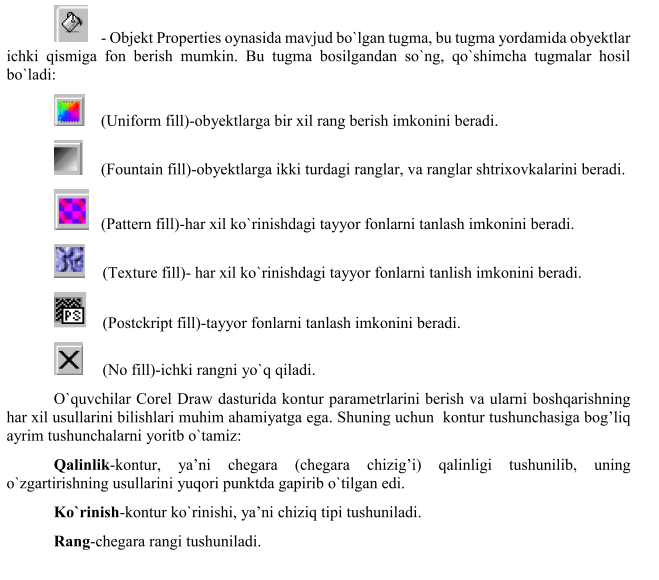 - Objekt Properties oynasida mavjud bo`lgan tugma, bu tugma yordamida obyektlar
ichki qismiga fon berish mumkin. Bu tugma bosilgandan so`ng, qo`shimcha tugmalar hosil
bo`ladi:
(Uniform fill)-obyektlarga bir xil rang berish imkonini beradi.
(Fountain fill)-obyektlarga ikki turdagi ranglar, va ranglar shtrixovkalarini beradi.
(Pattern fill)-har xil ko`rinishdagi tayyor fonlarni tanlash imkonini beradi.
(Texture fill)- har xil ko`rinishdagi tayyor fonlarni tanlish imkonini beradi.
PS
(Postckript fill)-tayyor fonlarni tanlash imkonini beradi.
(No fill)-ichki rangni yo`q qiladi.
O`quvchilar Corel Draw dasturida kontur parametrlarini berish va ularni boshqarishning
har xil usullarini bilishlari muhim ahamiyatga ega. Shuning uchun kontur tushunchasiga bog’liq
ayrim tushunchalarni yoritb o`tamiz:
Qalinlik-kontur, ya’ni chegara (chegara chizig’i) qalinligi tushunilib, uning
o`zgartirishning usullarini yuqori punktda gapirib o`tilgan edi.
Ko`rinish-kontur ko`rinishi, ya’ni chiziq tipi tushuniladi.
Rang-chegara rangi tushuniladi.